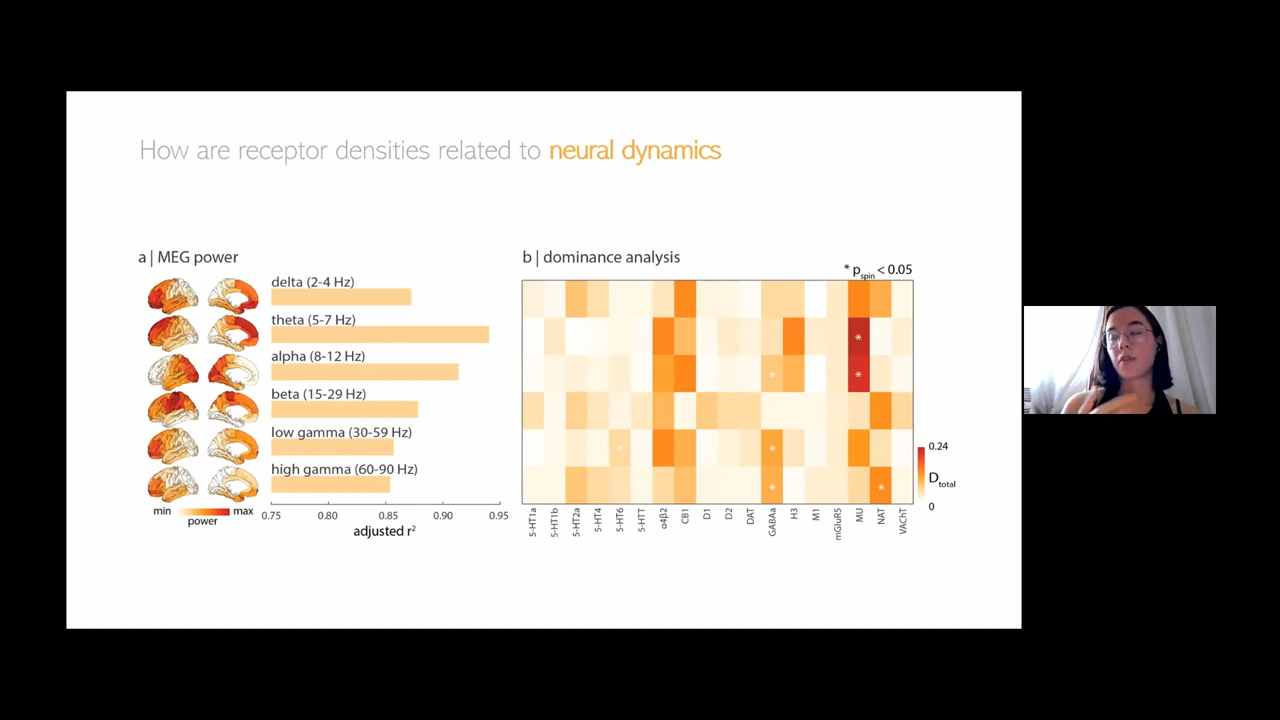 How are receptor densities related to neural dynamics
a | MEG power
delta (2-4 Hz)
theta (5-7 Hz)
alpha (8-12 Hz)
beta (15-29 Hz)
low gamma (30-59 Hz)
high gamma (60-90 Hz)
min max
power
0.75 0.80 0.85 0.90 0.95
adjusted r²
b | dominance analysis
* pspin < 0.05
*
*
* *
* *
* *
0.24
Dtotal
0
5-HT1a
5-HT1b
5-HT2a
5-HT4
5-HT6
5-HTT
α4β2
CB1
D1
D2
DAT
GABAa
H3
M1
mGluR5
MU
NAT
VAChT